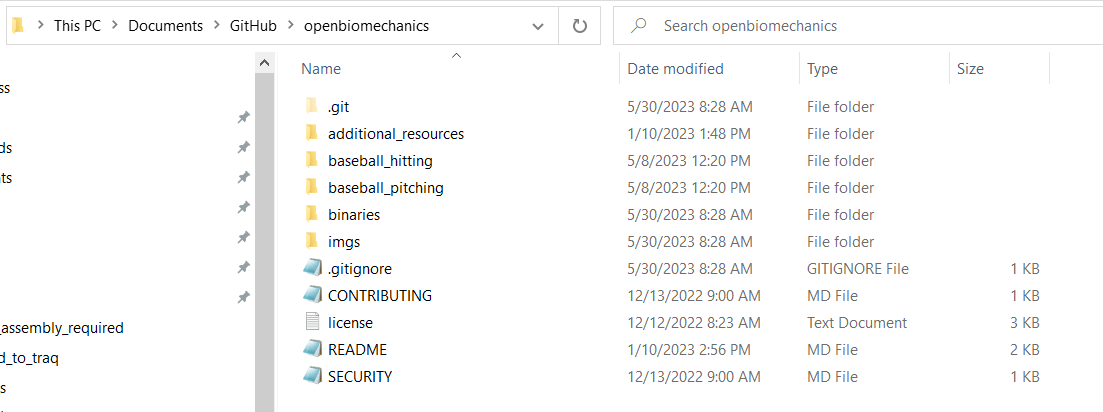 This PC > Documents > GitHub > openbiomechanics
Search openbiomechanics
Name Date modified Type Size
.git 5/30/2023 8:28 AM File folder
additional_resources 1/10/2023 1:48 PM File folder
baseball_hitting 5/8/2023 12:20 PM File folder
baseball_pitching 5/8/2023 12:20 PM File folder
binaries 5/30/2023 8:28 AM File folder
imgs 5/30/2023 8:28 AM File folder
.gitignore 5/30/2023 8:28 AM GITIGNORE File 1 KB
CONTRIBUTING 12/13/2022 9:00 AM MD File 1 KB
license 12/12/2022 8:23 AM Text Document 3 KB
README 1/10/2023 2:56 PM MD File 2 KB
SECURITY 12/13/2022 9:00 AM MD File 1 KB
ss
ds
nts
_assembly_required
d_to_traq
s